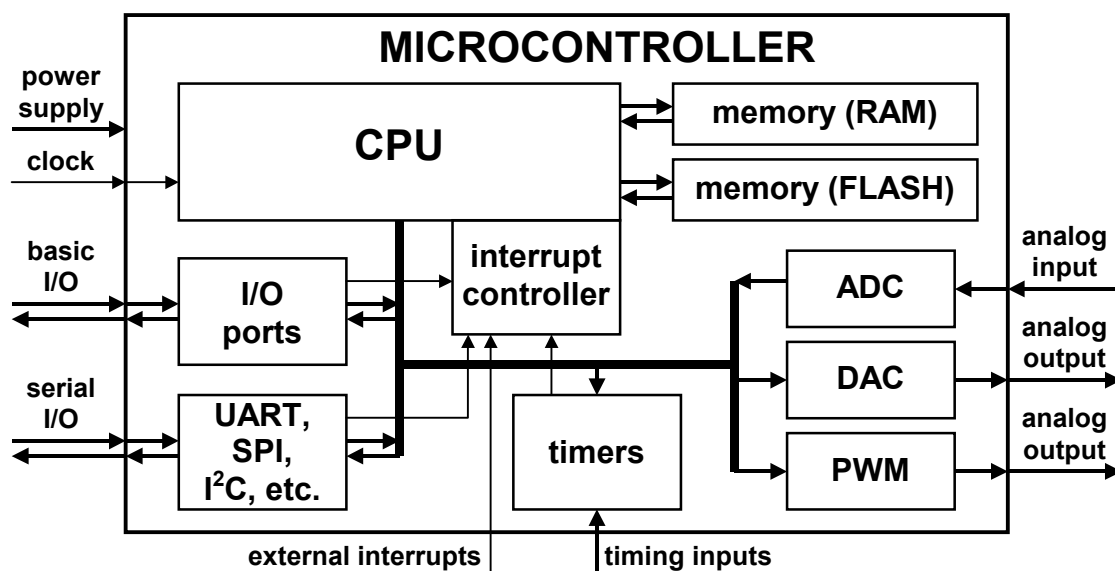 MICROCONTROLLER
power
supply
clock
CPU
memory (RAM)
memory (FLASH)
basic
I/O
I/O
ports
interrupt
controller
ADC
analog
input
DAC
analog
output
serial
I/O
UART,
SPI,
I²C, etc.
timers
PWM
analog
output
external interrupts
timing inputs